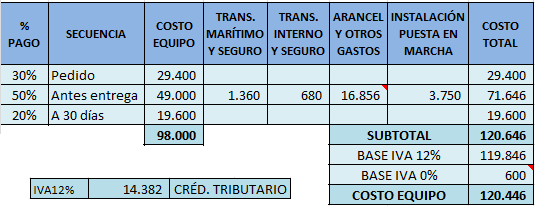 % PAGO SECUENCIA COSTO EQUIPO TRANS. MARÍTIMO Y SEGURO TRANS. INTERNO Y SEGURO ARANCEL Y OTROS GASTOS INSTALACIÓN PUESTA EN MARCHA COSTO TOTAL
30% Pedido 29.400 29.400
50% Antes entrega 49.000 1.360 680 16.856 3.750 71.646
20% A 30 días 19.600 19.600
98.000 SUBTOTAL 120.646
BASE IVA 12% 119.846
BASE IVA 0% 600
IVA12% 14.382 CRÉD. TRIBUTARIO COSTO EQUIPO 120.446